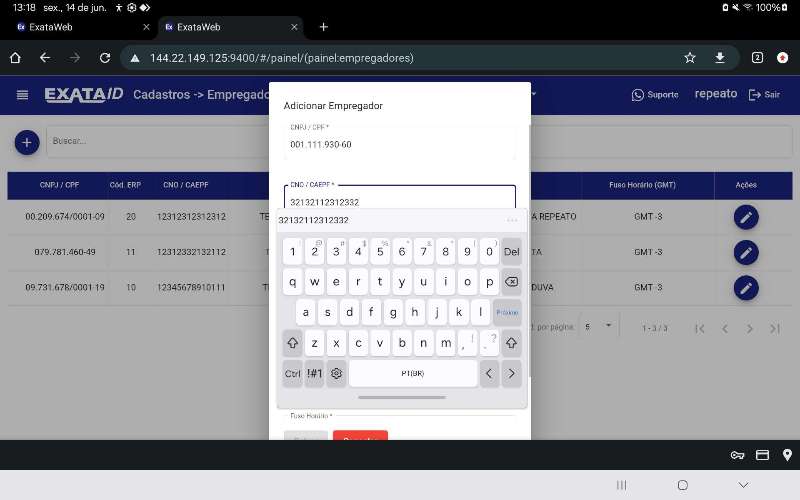 13:18 sex., 14 de jun. 100%
ExataWeb
ExataWeb
144.22.149.125:9400/#/painel/(painel:empregadores)
2
EXATA ID Cadastros -> Empregado
Suporte repeato Sair
Adicionar Empregador
CNPJ / CPF *
001.111.930-60
CNO / CAEPF *
32132112312332
Buscar...
CNPJ / CPF Cód. ERP CNO / CAEPF Fuso Horário (GMT) Ações
00.209.674/0001-09 20 12312312312312 TE A REPEATO GMT -3
079.781.460-49 11 12312332132112 TA GMT -3
09.731.678/0001-19 10 12345678910111 DUVA GMT -3
por página: 5 1 - 3 / 3
32132112312332 ...
1 2 3 4 5 6 7 8 9 0 Del
q w e r t y u i o p
a s d f g h j k l Próximo
z x c v b n m , ! . ?
Ctrl !#1 PT(BR) < >
Fuso Horário *